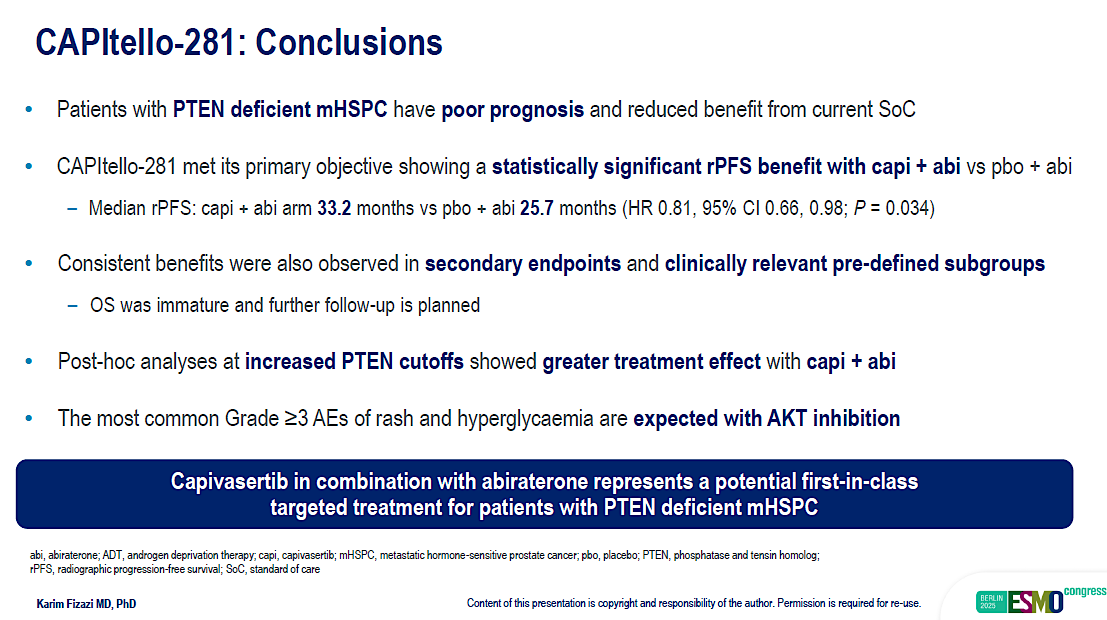 CAPItello-281: Conclusions
• Patients with PTEN deficient mHSPC have poor prognosis and reduced benefit from current SoC
• CAPItello-281 met its primary objective showing a statistically significant rPFS benefit with capi + abi vs pbo + abi
– Median rPFS: capi + abi arm 33.2 months vs pbo + abi 25.7 months (HR 0.81, 95% CI 0.66, 0.98; P = 0.034)
• Consistent benefits were also observed in secondary endpoints and clinically relevant pre-defined subgroups
– OS was immature and further follow-up is planned
• Post-hoc analyses at increased PTEN cutoffs showed greater treatment effect with capi + abi
• The most common Grade ≥3 AEs of rash and hyperglycaemia are expected with AKT inhibition
Capivasertib in combination with abiraterone represents a potential first-in-class
targeted treatment for patients with PTEN deficient mHSPC
abi, abiraterone; ADT, androgen deprivation therapy; capi, capivasertib; mHSPC, metastatic hormone-sensitive prostate cancer; pbo, placebo; PTEN, phosphatase and tensin homolog;
rPFS, radiographic progression-free survival; SoC, standard of care
Karim Fizazi MD, PhD
Content of this presentation is copyright and responsibility of the author. Permission is required for re-use.
BERLIN
2025
ESMO congress